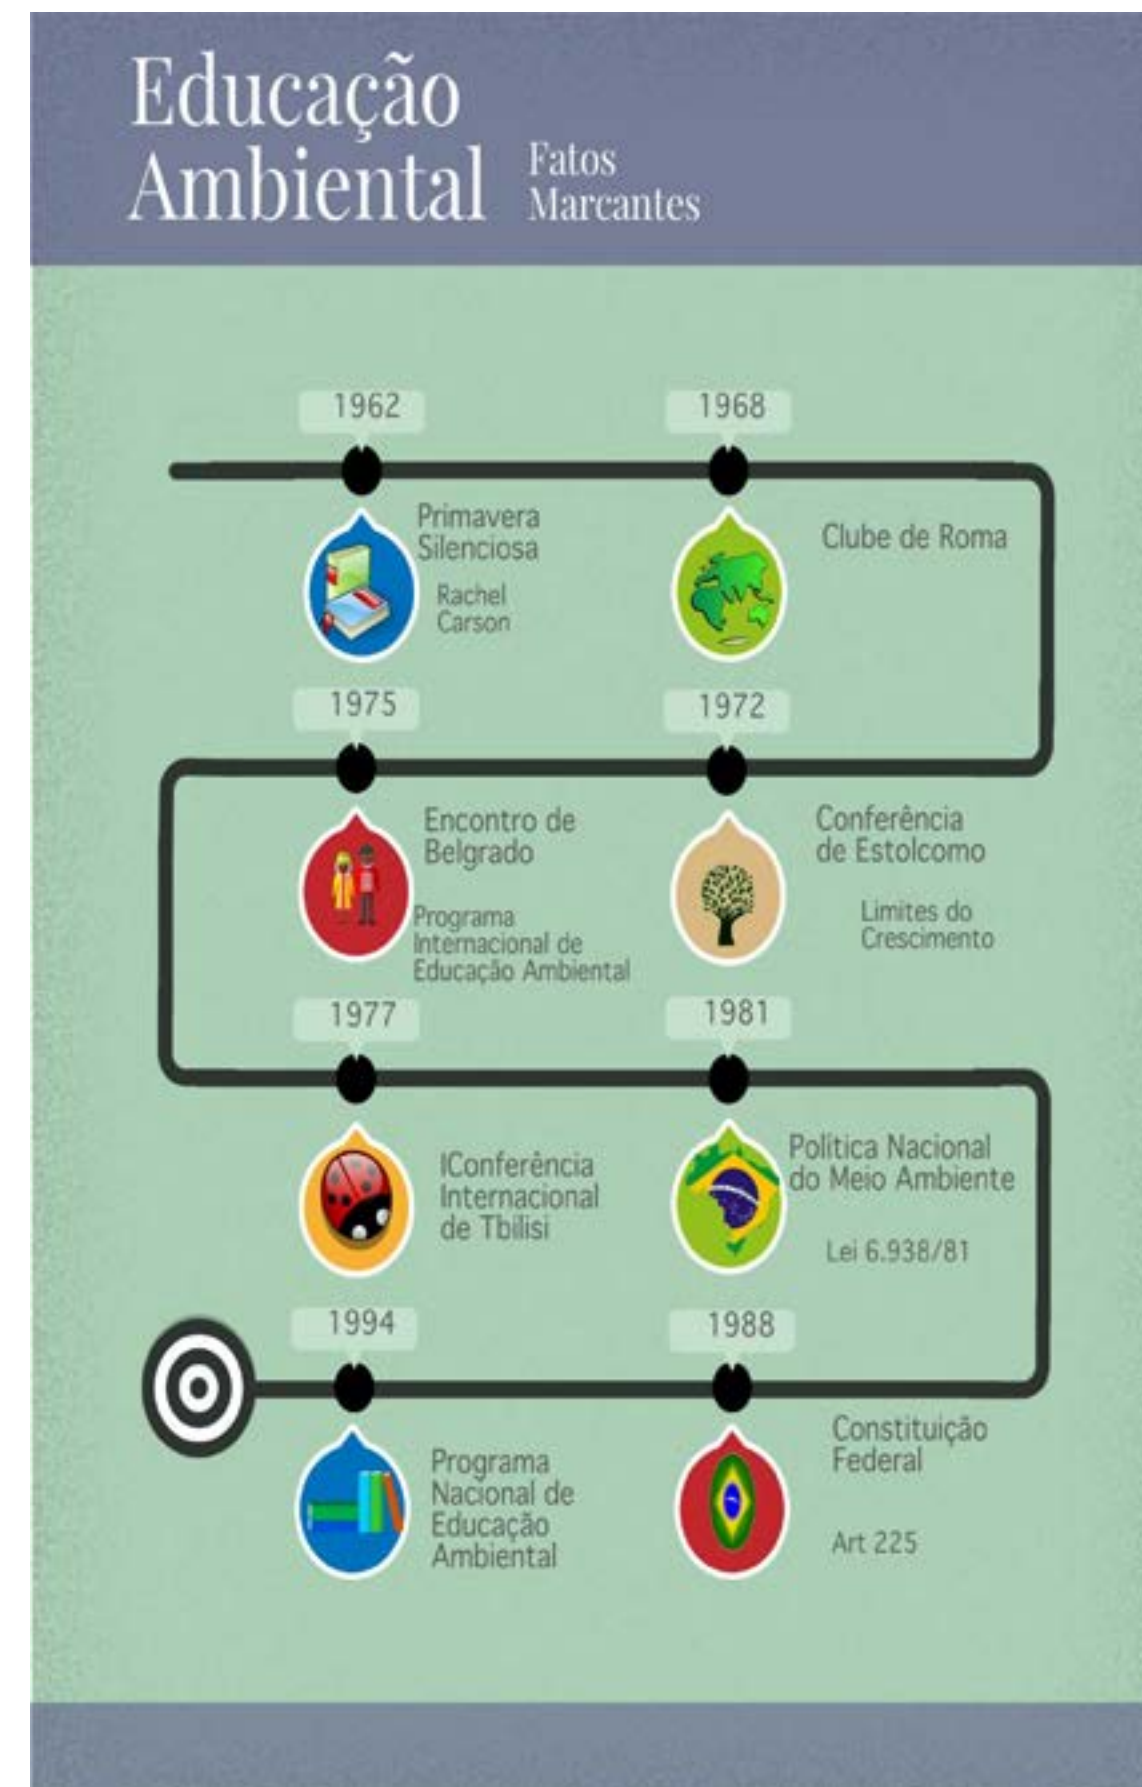 Educação
Ambiental
Fatos
Marcantes
1962
Primavera
Silenciosa
Rachel
Carson
1968
Clube de Roma
1972
Conferência
de Estolcomo
Limites do
Crescimento
1975
Encontro de
Belgrado
Programa
Internacional de
Educação Ambiental
1977
IConferência
Internacional
de Tbilisi
1981
Política Nacional
do Meio Ambiente
Lei 6.938/81
1988
Constituição
Federal
Art 225
1994
Programa
Nacional de
Educação
Ambiental